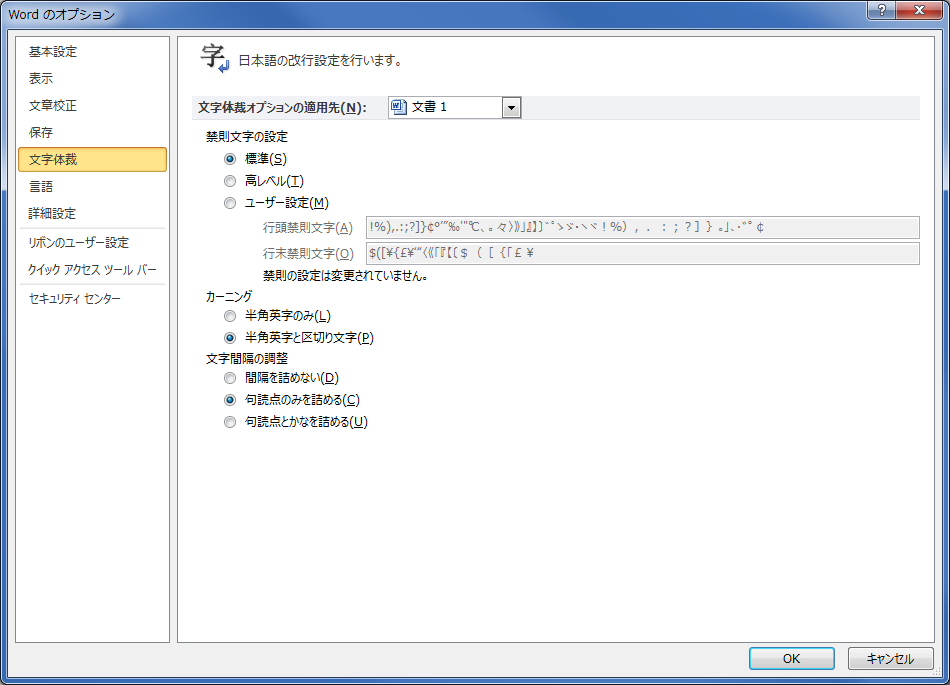 Word のオプション
基本設定
表示
文章校正
保存
文字体裁
言語
詳細設定
リボンのユーザー設定
クイック アクセス ツール バー
セキュリティ センター
字
日本語の改行設定を行います。
文字体裁オプションの適用先(N):
文書 1
禁則文字の設定
標準(S)
高レベル(T)
ユーザー設定(M)
行頭禁則文字(A)
!%),.:;?]}¢°’”‰′″℃、。々〉》」』】〕゛゜ゝゞ・ヽヾ！％），．：；？］｝｡｣､･ﾞﾟ￠
行末禁則文字(O)
$([¥{£¥‘“〈《「『【〔＄（［｛｢￡￥
禁則の設定は変更されていません。
カーニング
半角英字のみ(L)
半角英字と区切り文字(P)
文字間隔の調整
間隔を詰めない(D)
句読点のみを詰める(C)
句読点とかなを詰める(U)
OK
キャンセル